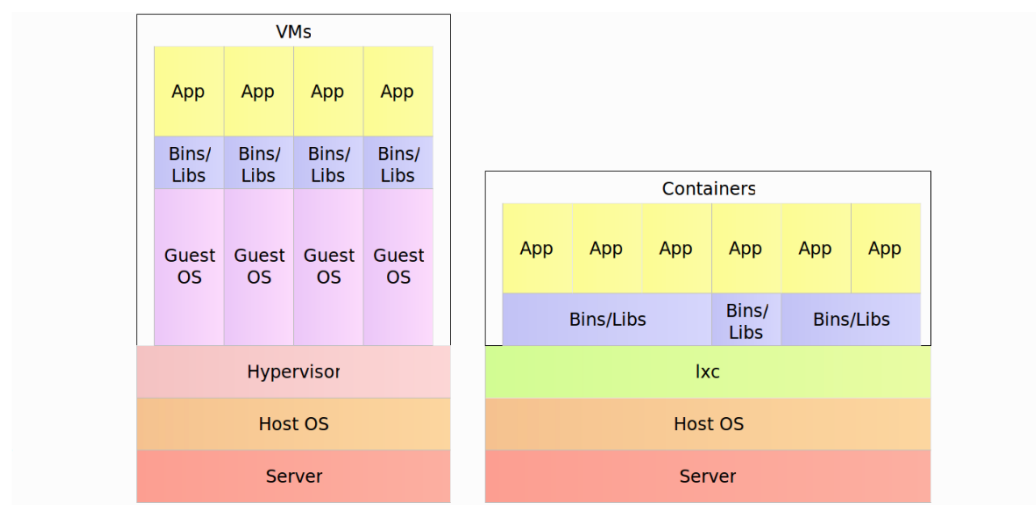 VMs
App App App App
Bins/ Bins/ Bins/ Bins/
Libs Libs Libs Libs
Guest Guest Guest Guest
OS OS OS OS
Hypervisor
Host OS
Server
Containers
App App App App App App
Bins/Libs
Bins/
Libs
Bins/Libs
lxc
Host OS
Server